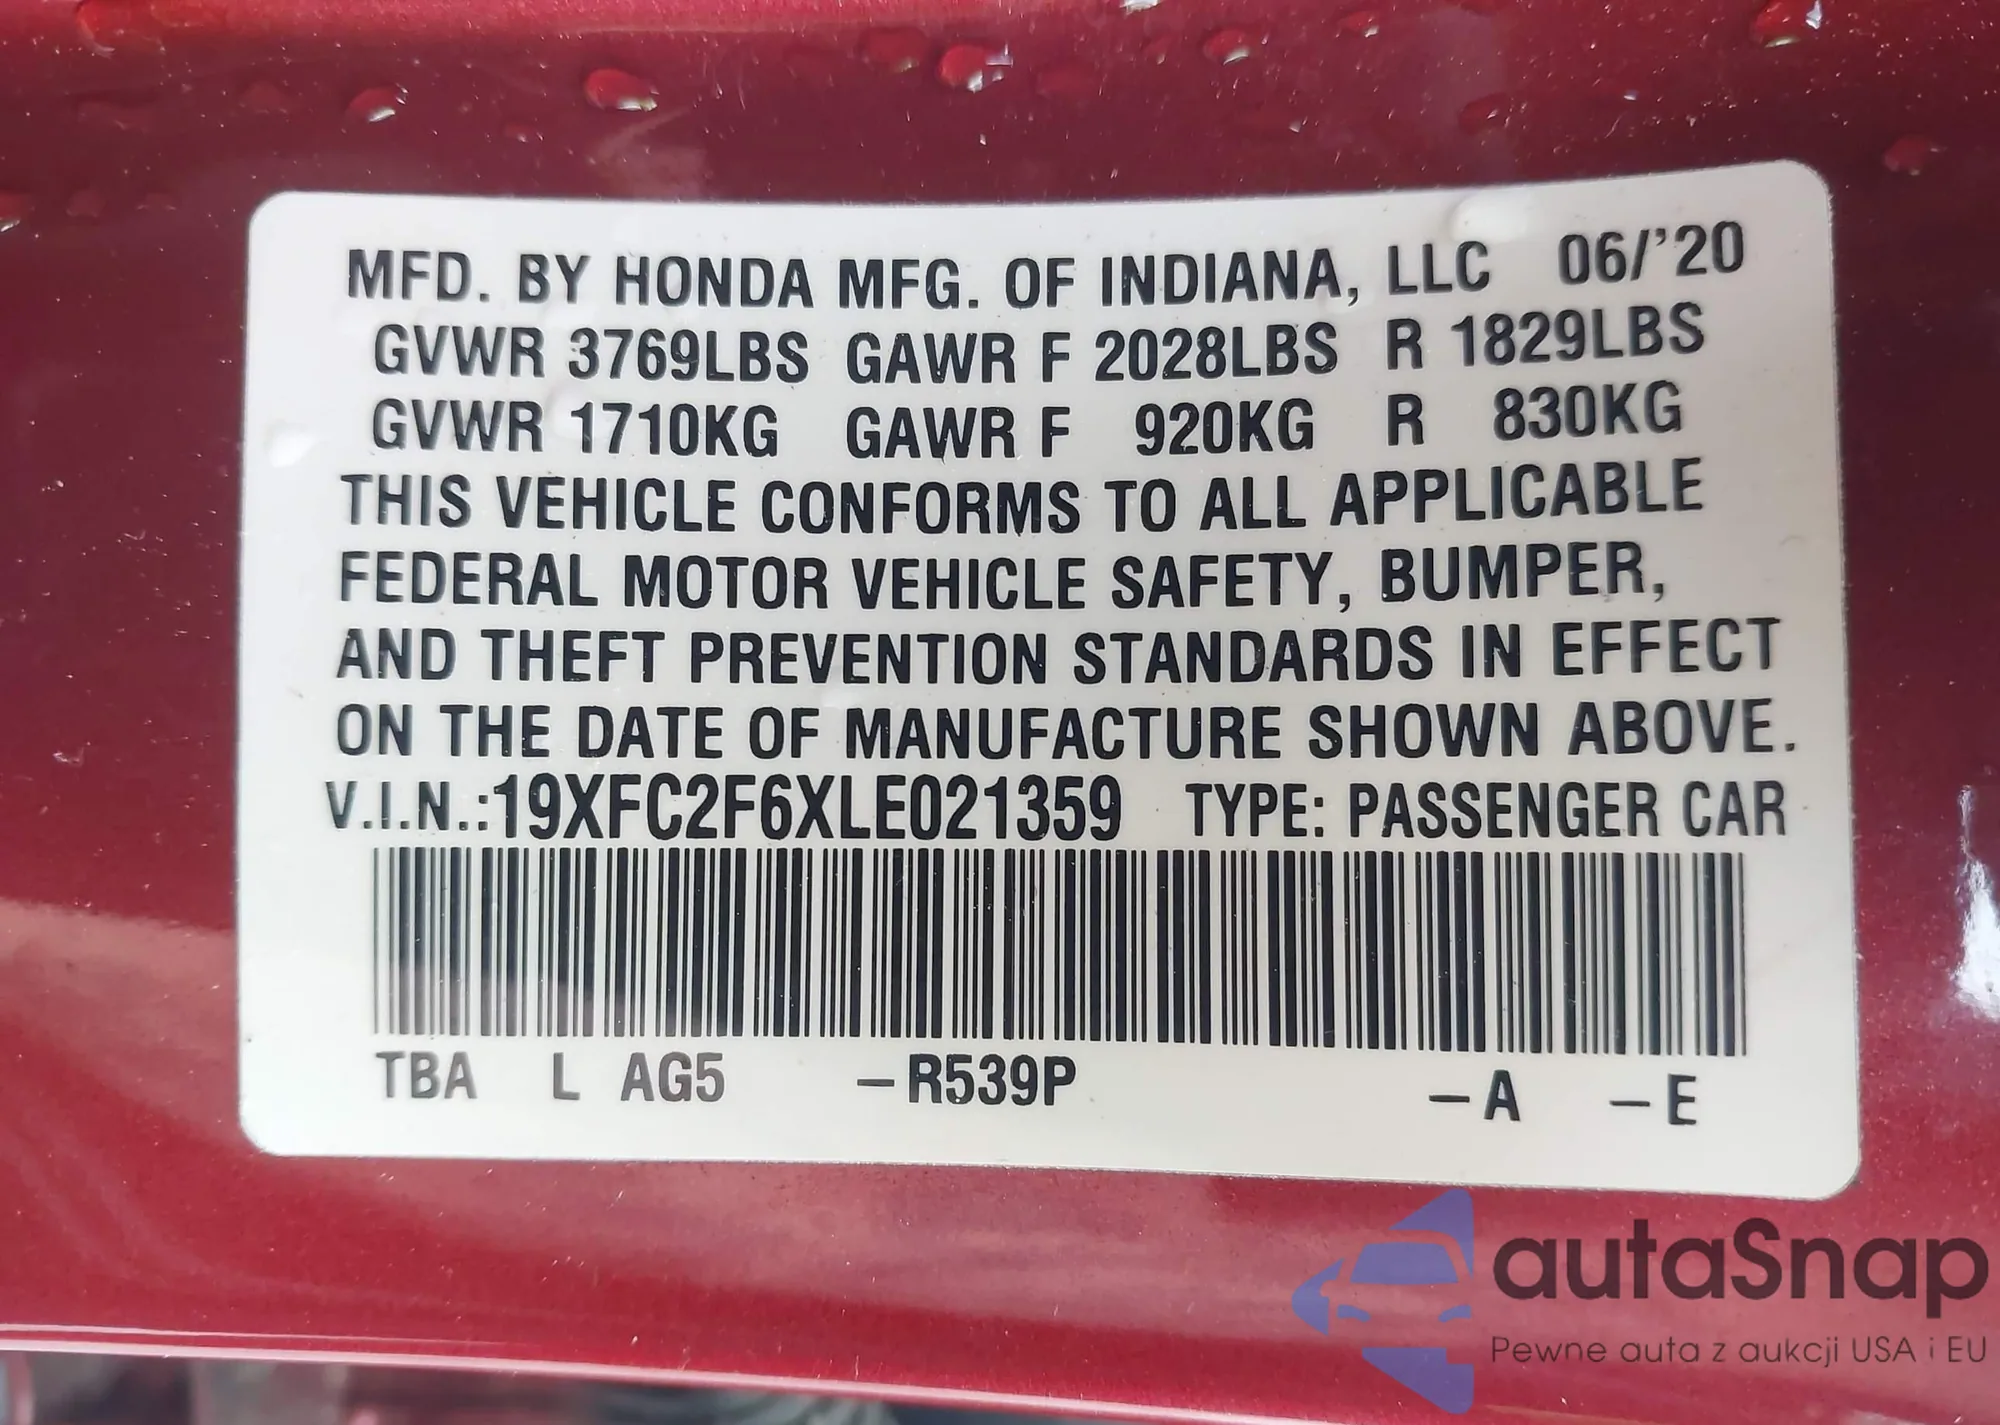 MFD. BY HONDA MFG. OF INDIANA, LLC 06/'20
GVWR 3769LBS GAWR F 2028LBS R 1829LBS
GVWR 1710KG GAWR F 920KG R 830KG
THIS VEHICLE CONFORMS TO ALL APPLICABLE
FEDERAL MOTOR VEHICLE SAFETY, BUMPER,
AND THEFT PREVENTION STANDARDS IN EFFECT
ON THE DATE OF MANUFACTURE SHOWN ABOVE.
V.I.N.:19XFC2F6XLE021359 TYPE: PASSENGER CAR
TBA L AG5 –R539P –A –E
autaSnap
Pewne auta z aukcji USA i EU